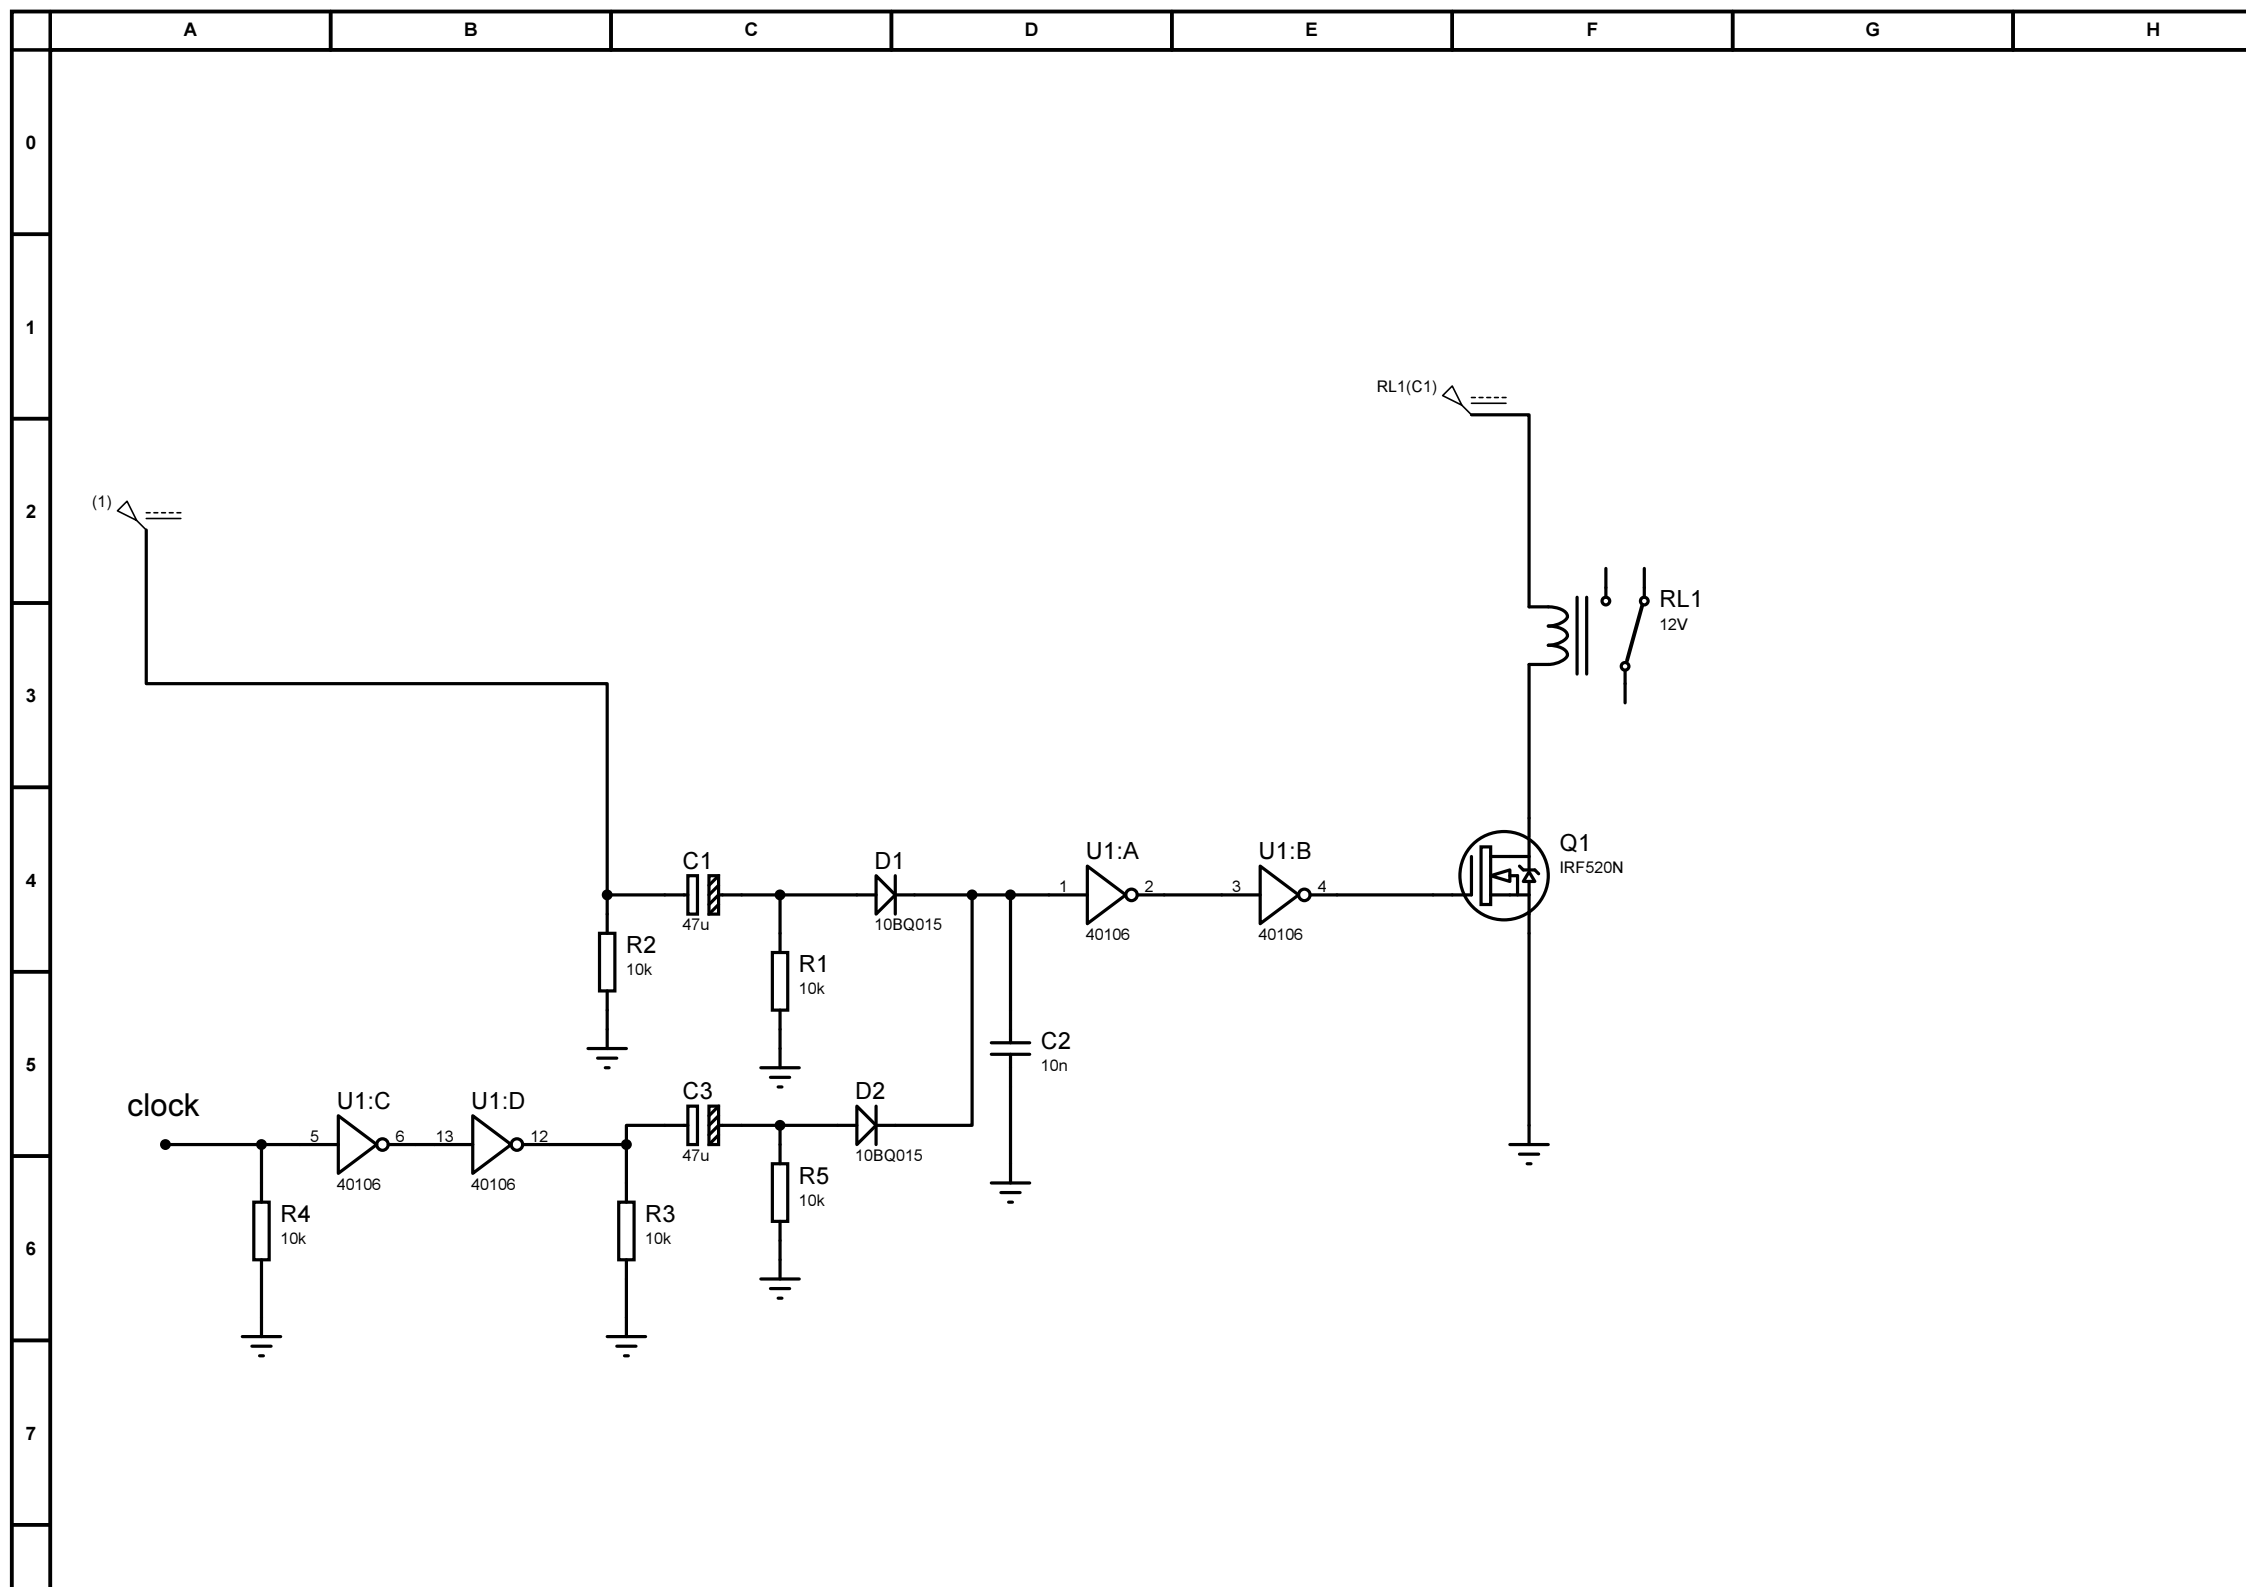 A B C D E F G H
0
1
RL1(C1)
2
(1)
RL1
12V
3
C1
47u
D1
10BQ015
U1:A
1 2
40106
U1:B
3 4
40106
Q1
IRF520N
4
R2
10k
R1
10k
C2
10n
5
clock
U1:C
5 6
40106
U1:D
13 12
40106
C3
47u
D2
10BQ015
R5
10k
R4
10k
R3
10k
6
7